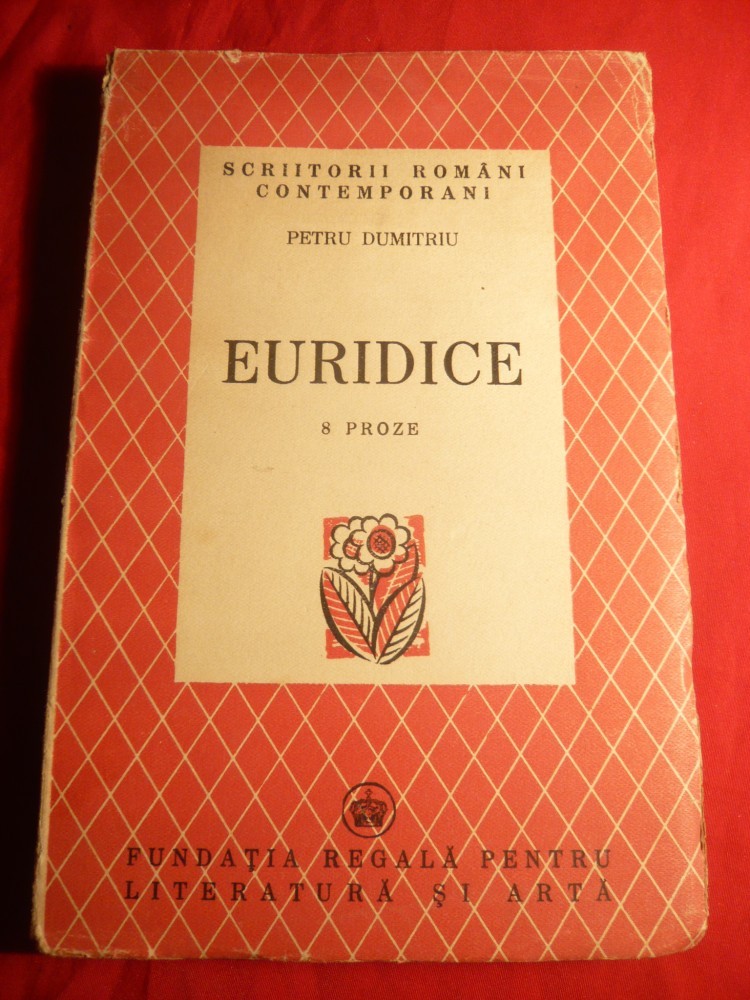 SCRIITORII ROMÂNI
CONTEMPORANI
PETRU DUMITRIU
EURIDICE
8 PROZE
FUNDAȚIA REGALĂ PENTRU
LITERATURĂ ȘI ARTĂ